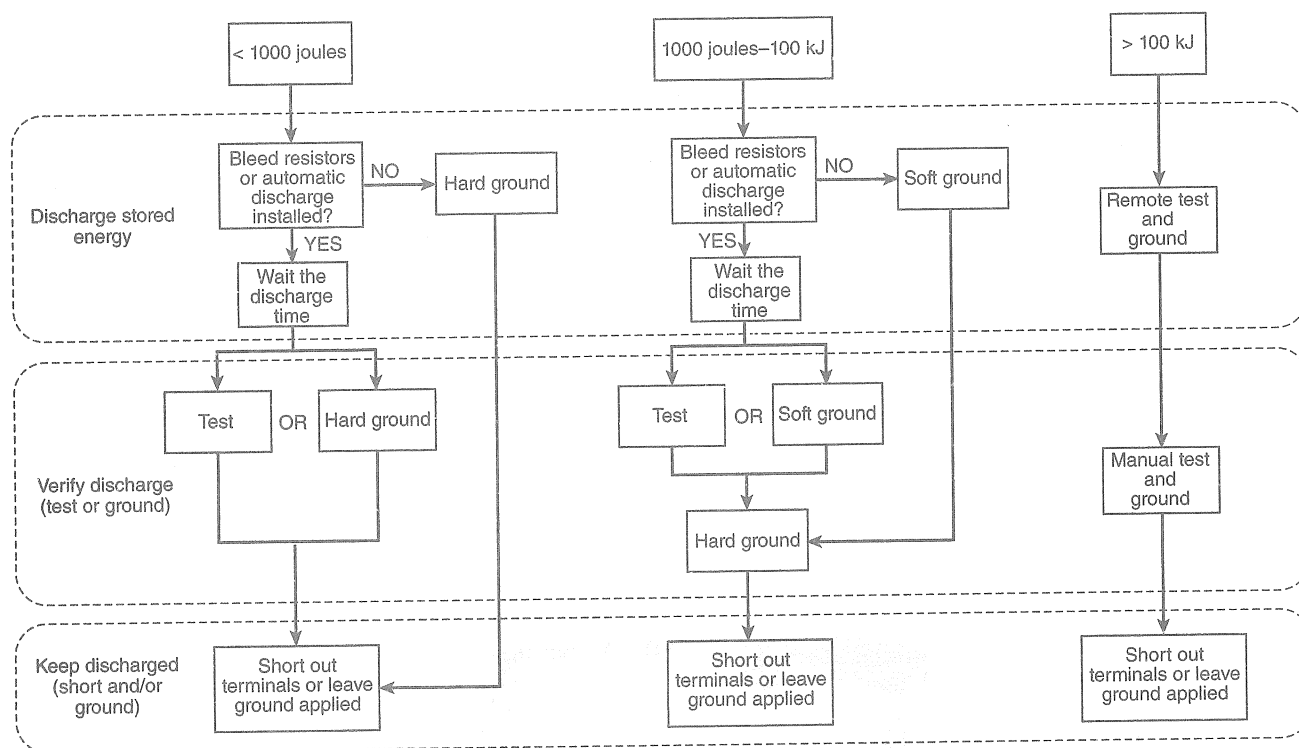 < 1000 joules
1000 joules–100 kJ
> 100 kJ
Discharge stored
energy
Bleed resistors
or automatic
discharge
installed?
NO
Hard ground
YES
Wait the
discharge
time
Bleed resistors
or automatic
discharge
installed?
NO
Soft ground
YES
Wait the
discharge
time
Remote test
and
ground
Verify discharge
(test or ground)
Test
OR
Hard ground
Test
OR
Soft ground
Hard ground
Manual test
and
ground
Keep discharged
(short and/or
ground)
Short out
terminals or leave
ground applied
Short out
terminals or leave
ground applied
Short out
terminals or leave
ground applied